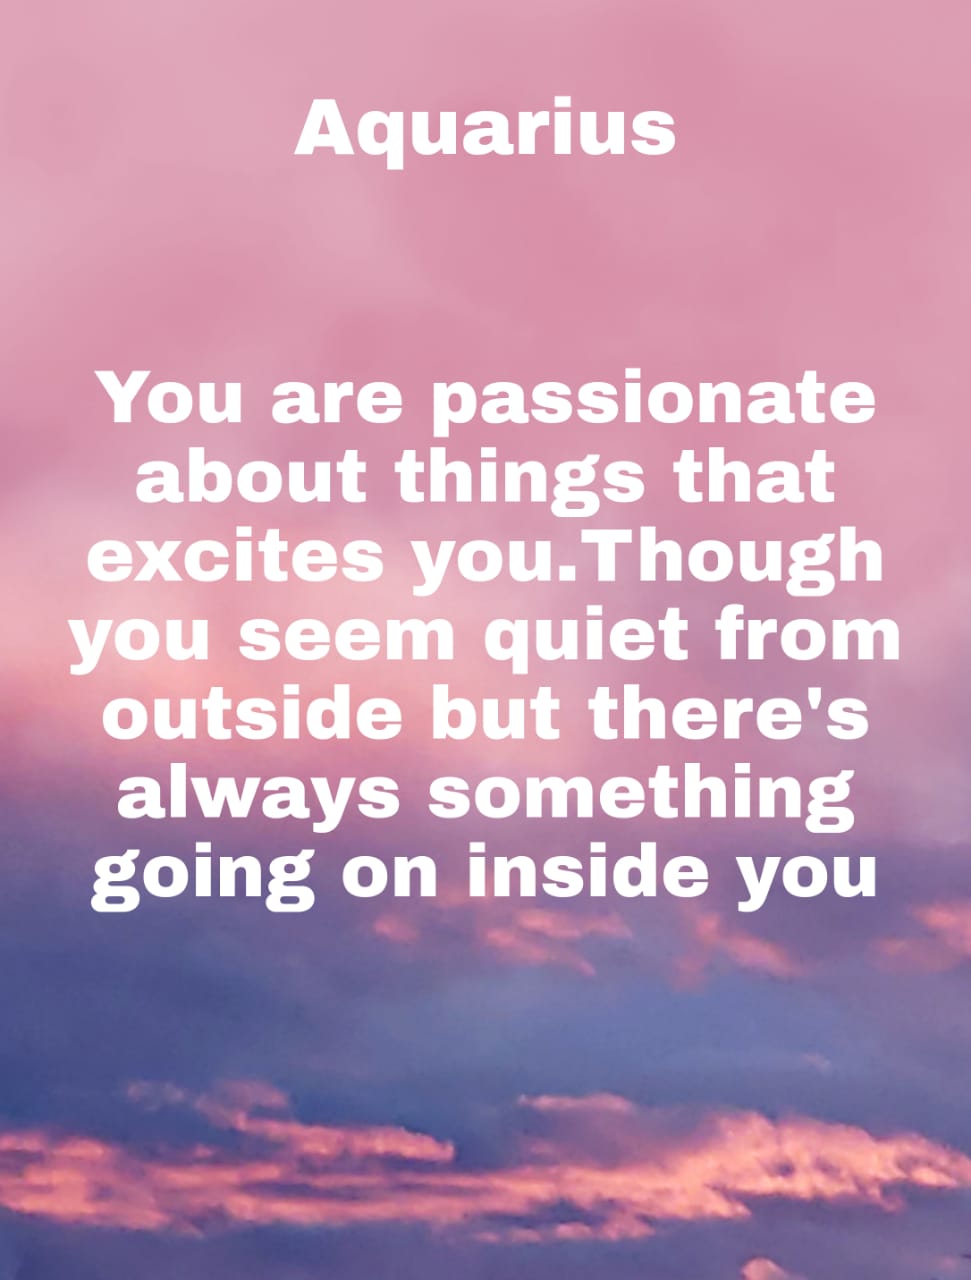 Aquarius
You are passionate
about things that
excites you.Though
you seem quiet from
outside but there's
always something
going on inside you